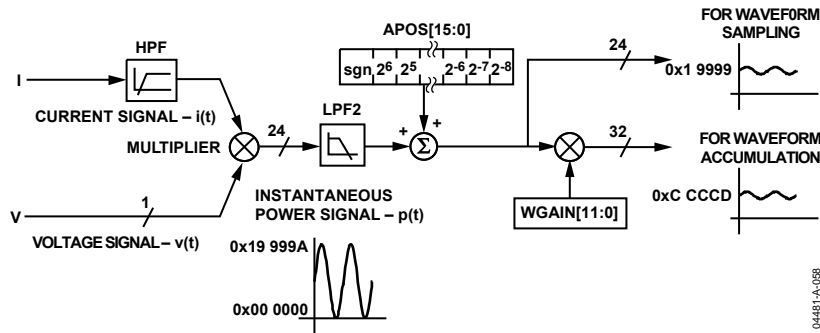 FOR WAVEF0RM
SAMPLING
APOS[15:0]
HPF
24
I
sgn 2⁶ 2⁵ 2⁻⁶ 2⁻⁷ 2⁻⁸
0x1 9999
CURRENT SIGNAL – i(t)
LPF2
+
+
MULTIPLIER
24
Σ
32
FOR WAVEFORM
ACCUMULATION
1
INSTANTANEOUS
POWER SIGNAL – p(t)
WGAIN[11:0]
0xC CCCD
V
VOLTAGE SIGNAL – v(t)
0x19 999A
0x00 0000
04481-A-058